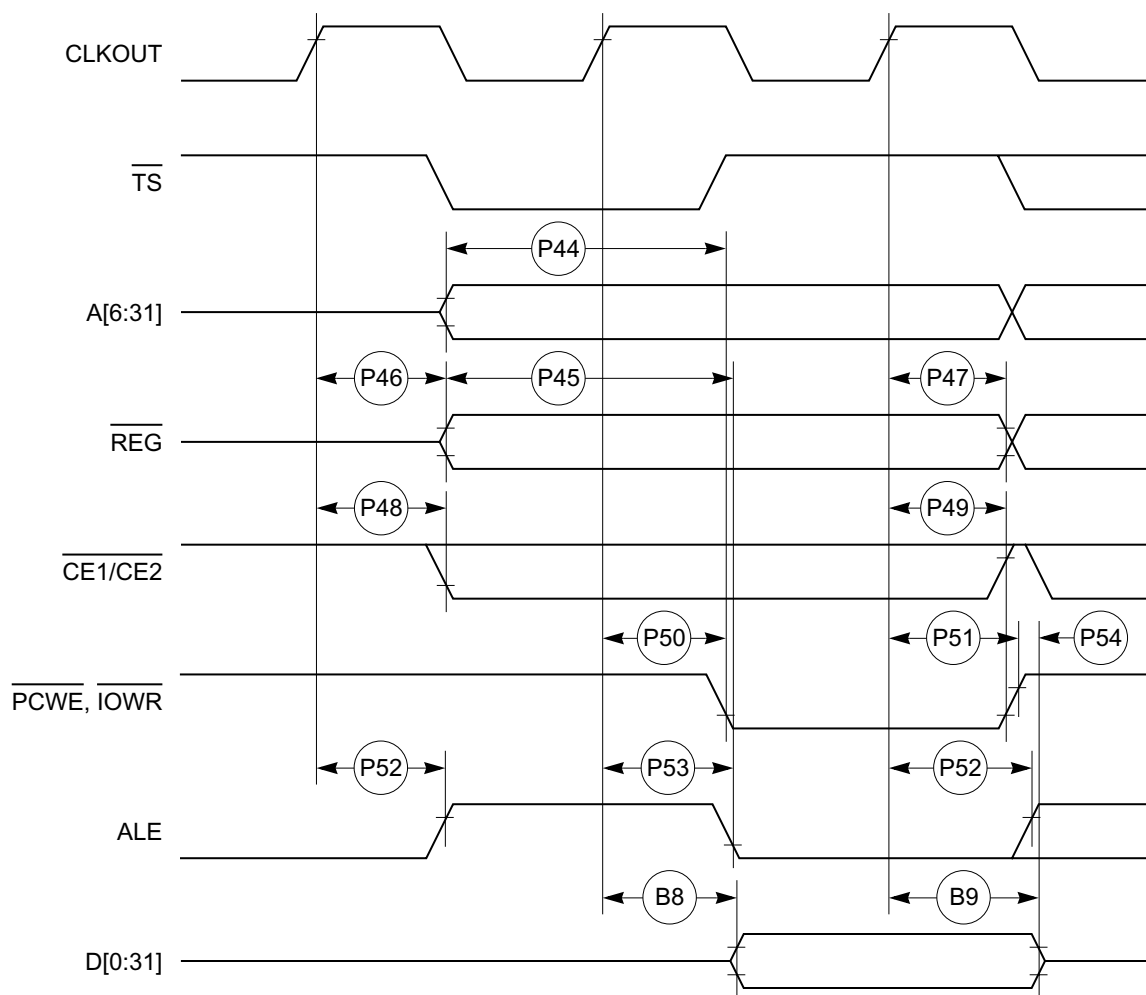 CLKOUT
TS
P44
A[6:31]
P46 P45 P47
REG
P48 P49
CE1/CE2
P50 P51 P54
PCWE, IOWR
P52 P53 P52
ALE
B8 B9
D[0:31]